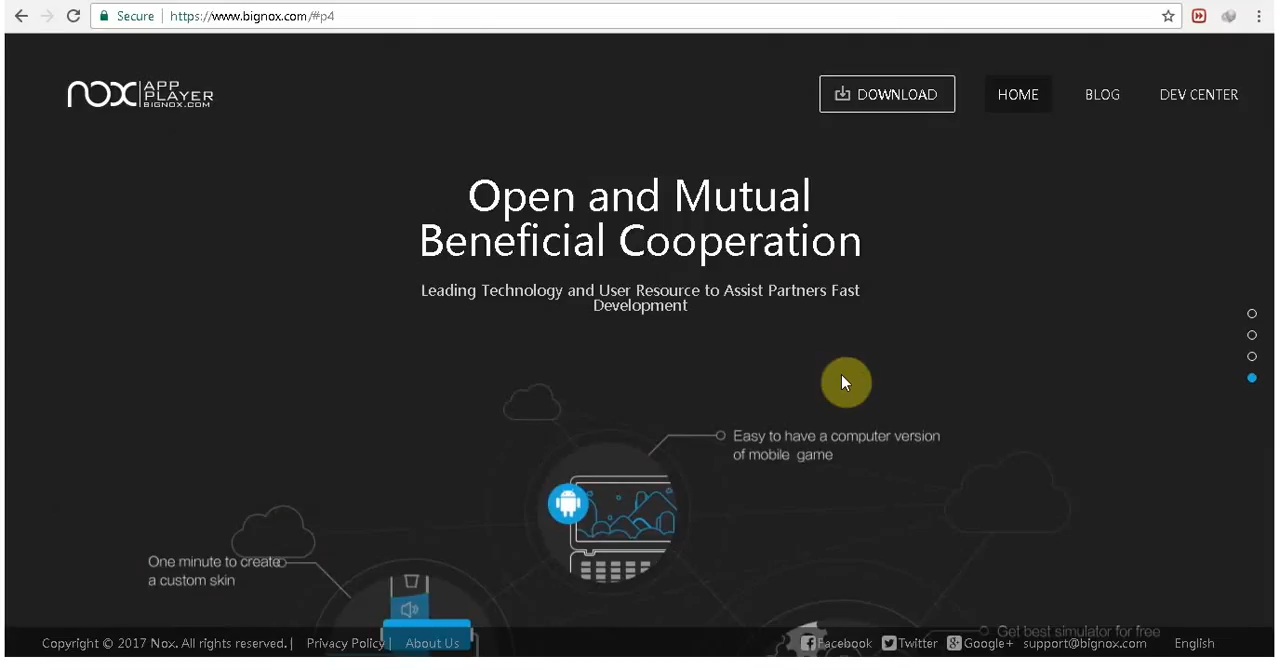 Secure | https://www.bignox.com/#p4
nox APP
PLAYER
BIGNOX.COM
DOWNLOAD
HOME
BLOG
DEV CENTER
Open and Mutual
Beneficial Cooperation
Leading Technology and User Resource to Assist Partners Fast
Development
Easy to have a computer version
of mobile game
One minute to create
a custom skin
Get best simulator for free
Copyright © 2017 Nox. All rights reserved. | Privacy Policy | About Us
Facebook Twitter Google+ support@bignox.com English